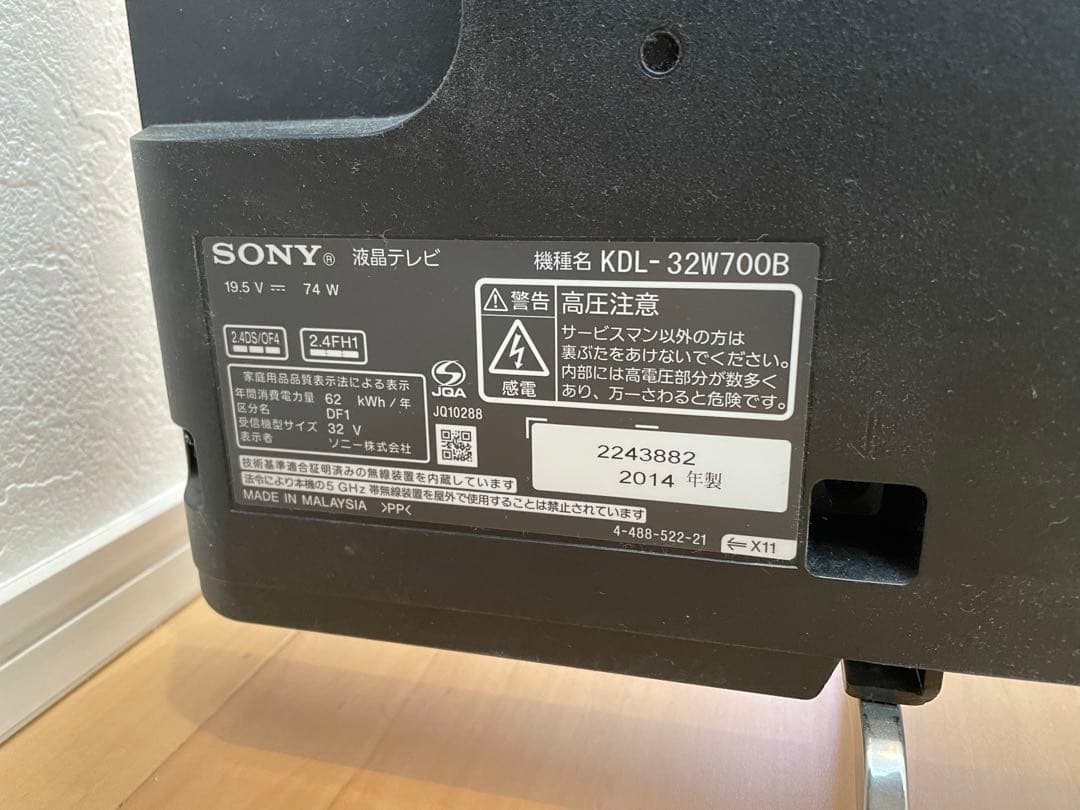 SONY® 液晶テレビ 機種名 KDL-32W700B
19.5 V ⎓ 74 W
警告 高圧注意
サービスマン以外の方は
裏ぶたをあけないでください。
内部には高電圧部分が数多く
あり、万一さわると危険です。
感電
2.4DS/OF4 2.4FH1
家庭用品品質表示法による表示
年間消費電力量 62 kWh/年
区分名 DF1
受信機型サイズ 32 V
表示者 ソニー株式会社
JQA
JQ10288
2243882
2014 年製
技術基準適合証明済みの無線装置を内蔵しています
法令により本機の5 GHz 帯無線装置を屋外で使用することは禁止されています
MADE IN MALAYSIA >PP<
4-488-522-21 ⇐ X11